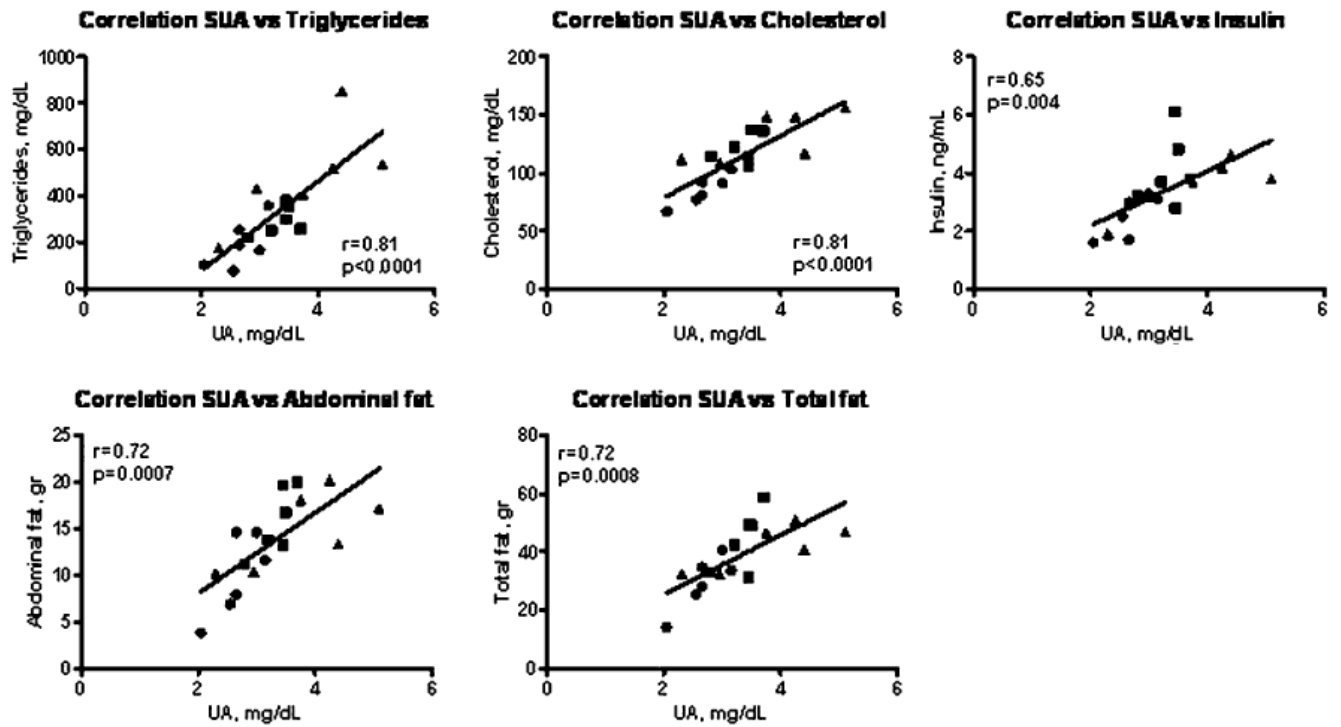 Correlation SUA vs Triglycerides
Triglycerides, mg/dL
1000
800
600
400
200
0
r=0.81
p<0.0001
0
2
4
6
UA, mg/dL
Correlation SUA vs Cholesterol
Cholesterol, mg/dL
200
150
100
50
0
r=0.81
p<0.0001
0
2
4
6
UA, mg/dL
Correlation SUA vs Insulin
Insulin, ng/mL
8
6
4
2
0
r=0.65
p=0.004
0
2
4
6
UA, mg/dL
Correlation SUA vs Abdominal fat
Abdominal fat, gr
25
20
15
10
5
0
r=0.72
p=0.0007
0
2
4
6
UA, mg/dL
Correlation SUA vs Total fat
Total fat, gr
80
60
40
20
0
r=0.72
p=0.0008
0
2
4
6
UA, mg/dL